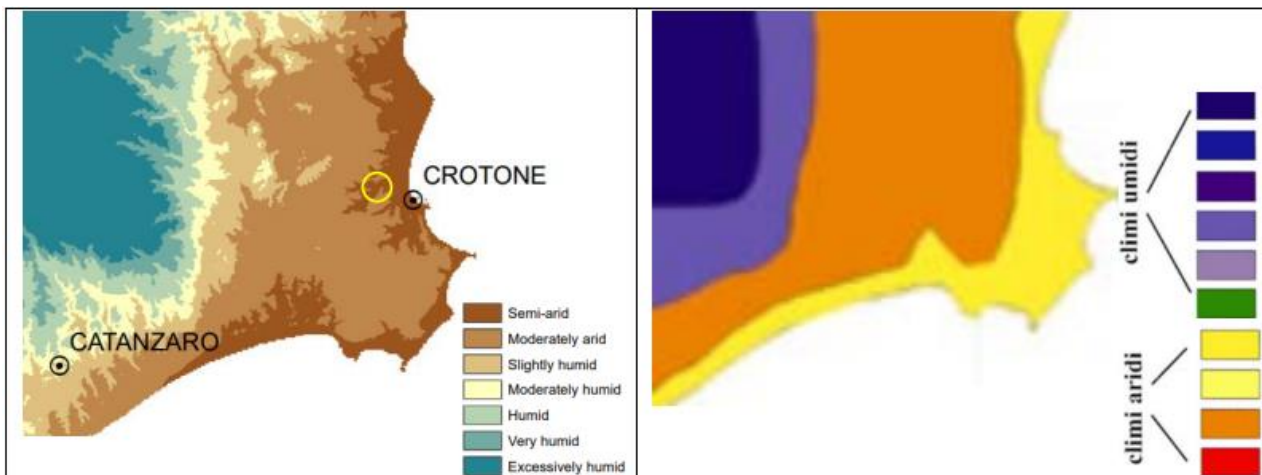 CROTONE
CATANZARO
Semi-arid
Moderately arid
Slightly humid
Moderately humid
Humid
Very humid
Excessively humid
climi umidi
climi aridi